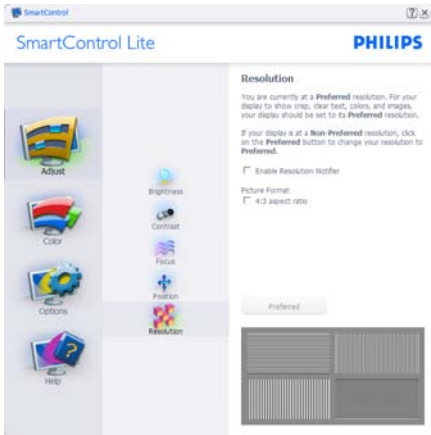 SmartControl
SmartControl Lite
PHILIPS
Adjust
Color
Options
Help
Brightness
Contrast
Focus
Position
Resolution
Resolution
You are currently at a Preferred resolution. For your
display to show crisp, clear text, colors, and images,
your display should be set to its Preferred resolution.
If your display is at a Non-Preferred resolution, click
on the Preferred button to change your resolution to
Preferred.
Enable Resolution Notifier
Picture Format
4:3 aspect ratio
Preferred